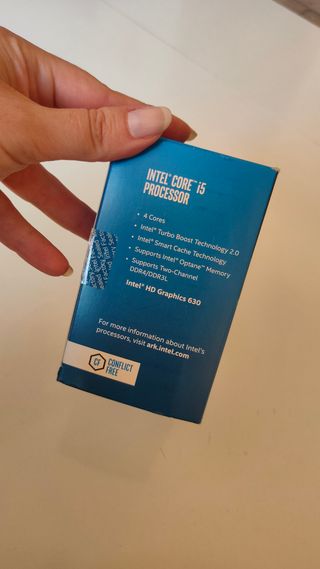 INTEL® CORE™ i5
PROCESSOR
• 4 Cores
• Intel® Turbo Boost Technology 2.0
• Intel® Smart Cache Technology
• Supports Intel® Optane™ Memory
• Supports Two-Channel
DDR4/DDR3L
Intel® HD Graphics 630
For more information about Intel's
processors, visit ark.intel.com
CF
CONFLICT
FREE